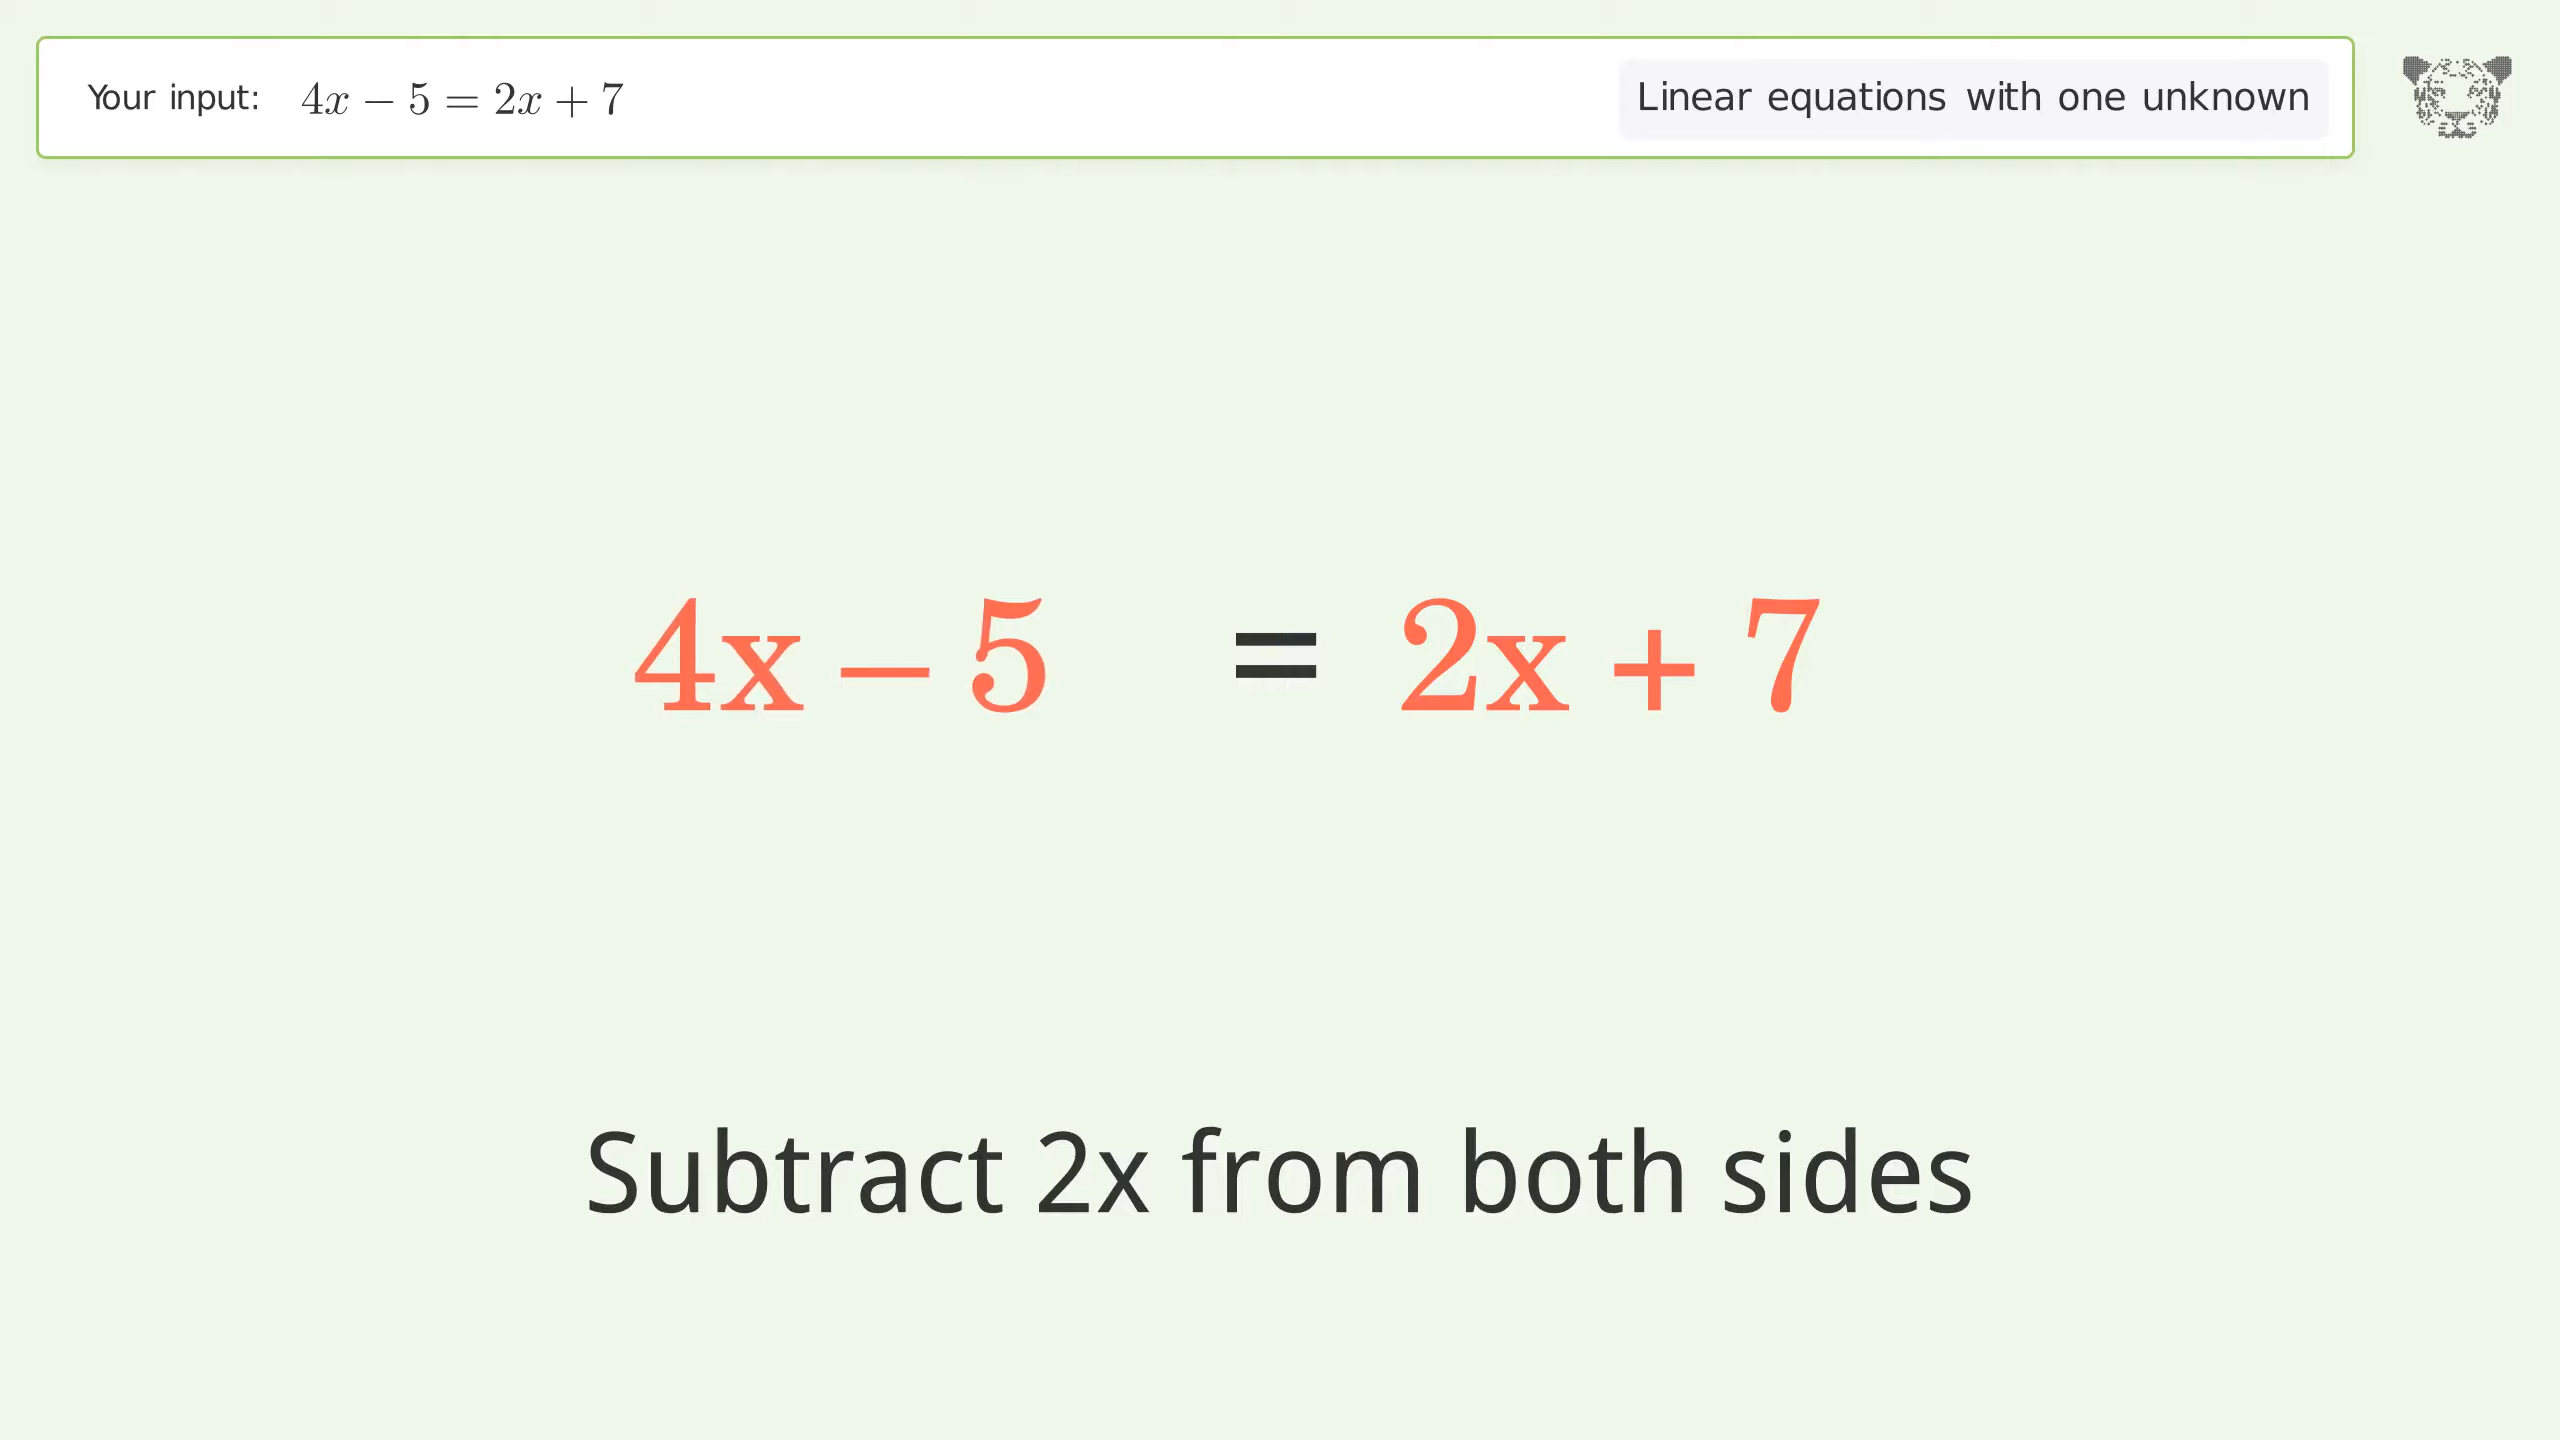 Your input: 4x − 5 = 2x + 7 Linear equations with one unknown
4x − 5 = 2x + 7
Subtract 2x from both sides